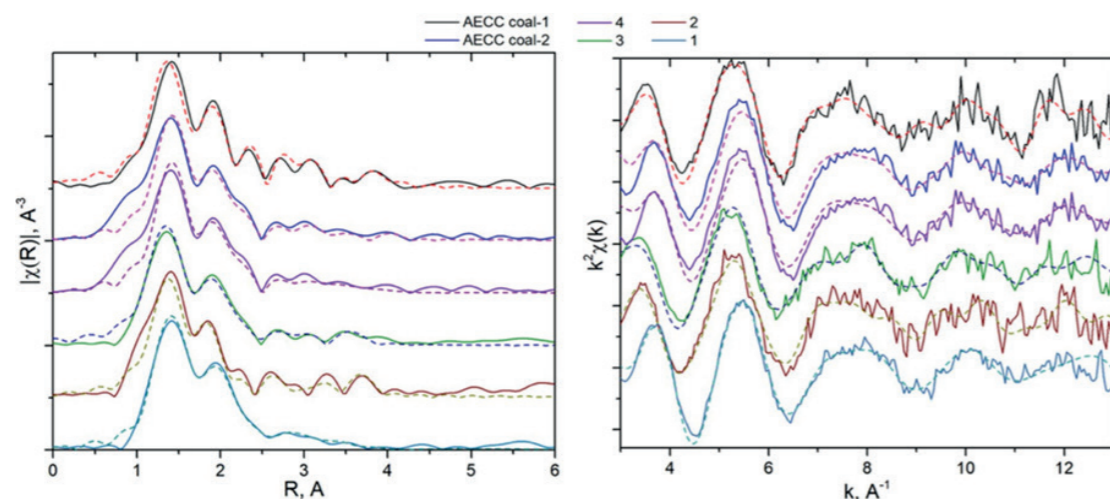 AECC coal-1 4 2
AECC coal-2 3 1
|χ(R)|, A-3
0 1 2 3 4 5 6
R, A
k²χ(k)
4 6 8 10 12
k, A-1